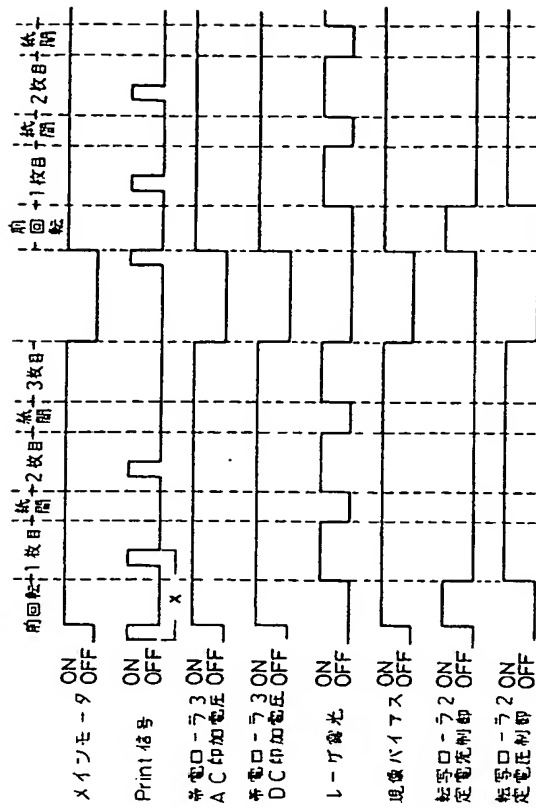 前回転
1枚目
紙間
2枚目
紙間
3枚目
前回転
1枚目
紙間
2枚目
紙間
メインモータ
ON
OFF
Print 信号
ON
OFF
X
帯電ローラ3
AC印加電圧
ON
OFF
帯電ローラ3
DC印加電圧
ON
OFF
レーザ露光
ON
OFF
現像バイアス
ON
OFF
転写ローラ2
定電流制御
ON
OFF
転写ローラ2
定電圧制御
ON
OFF